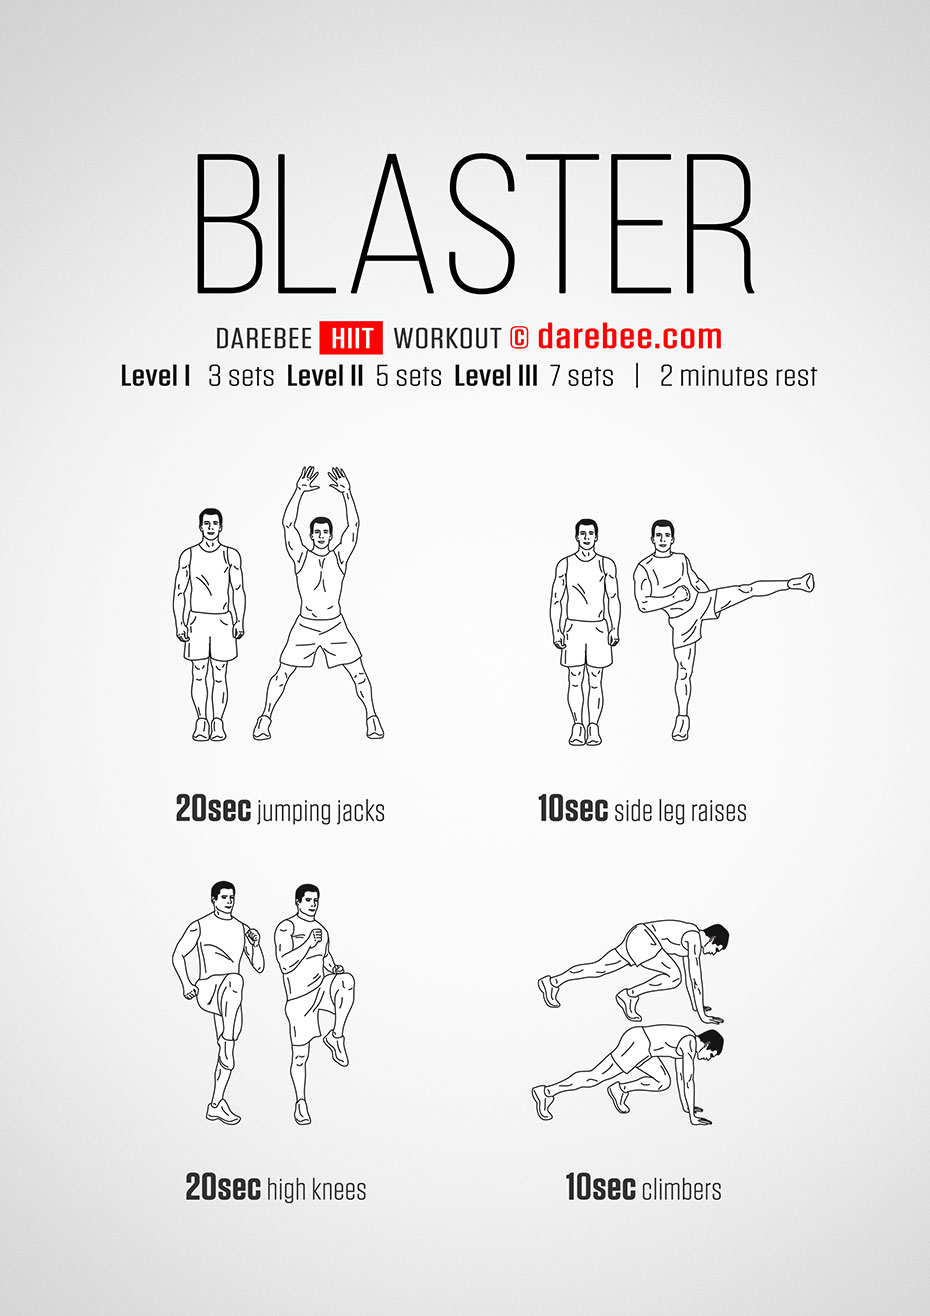 BLASTER
DAREBEE HIIT WORKOUT © darebee.com
Level I 3 sets Level II 5 sets Level III 7 sets | 2 minutes rest
20sec jumping jacks
10sec side leg raises
20sec high knees
10sec climbers